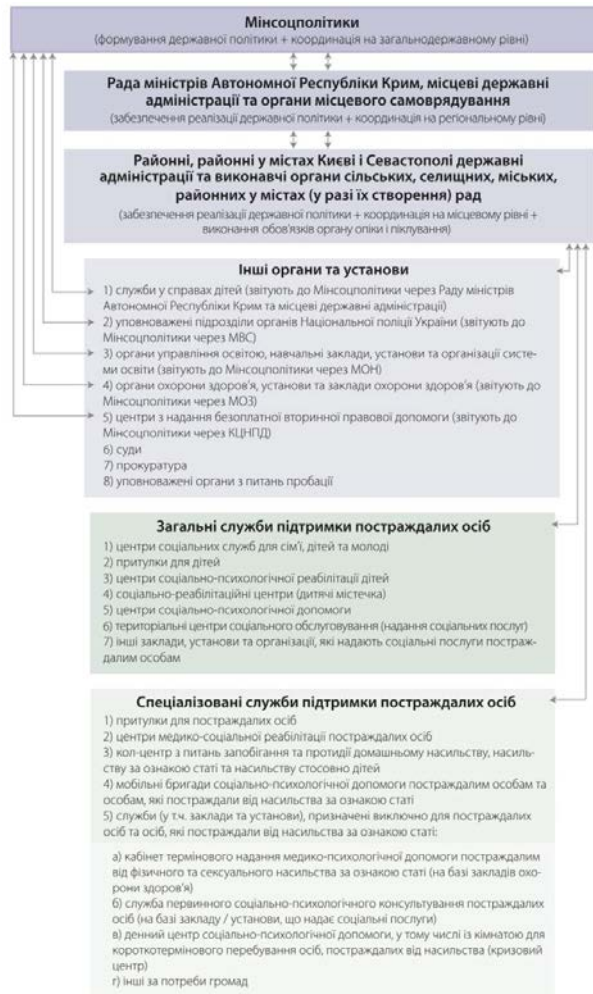 Мінсоцполітики
(формування державної політики + координація на загальнодержавному рівні)
Рада міністрів Автономної Республіки Крим, місцеві державні
адміністрації та органи місцевого самоврядування
(забезпечення реалізації державної політики + координація на регіональному рівні)
Районні, районні у містах Києві і Севастополі державні
адміністрації та виконавчі органи сільських, селищних, міських,
районних у містах (у разі їх створення) рад
(забезпечення реалізації державної політики + координація на місцевому рівні +
виконання обов'язків органу опіки і піклування)
Інші органи та установи
1) служби у справах дітей (звітують до Мінсоцполітики через Раду міністрів
Автономної Республіки Крим та місцеві державні адміністрації)
2) уповноважені підрозділи органів Національної поліції України (звітують до
Мінсоцполітики через МВС)
3) органи управління освітою, навчальні заклади, установи та організації систе-
ми освіти (звітують до Мінсоцполітики через МОН)
4) органи охорони здоров'я, установи та заклади охорони здоров'я (звітують до
Мінсоцполітики через МОЗ)
5) центри з надання безоплатної вторинної правової допомоги (звітують до
Мінсоцполітики через КЦНПД)
6) суди
7) прокуратура
8) уповноважені органи з питань пробації
Загальні служби підтримки постраждалих осіб
1) центри соціальних служб для сім'ї, дітей та молоді
2) притулки для дітей
3) центри соціально-психологічної реабілітації дітей
4) соціально-реабілітаційні центри (дитячі містечка)
5) центри соціально-психологічної допомоги
6) територіальні центри соціального обслуговування (надання соціальних послуг)
7) інші заклади, установи та організації, які надають соціальні послуги постраж-
далим особам
Спеціалізовані служби підтримки постраждалих осіб
1) притулки для постраждалих осіб
2) центри медико-соціальної реабілітації постраждалих осіб
3) кол-центр з питань запобігання та протидії домашньому насильству, насиль-
ству за ознакою статі та насильству стосовно дітей
4) мобільні бригади соціально-психологічної допомоги постраждалим особам та
особам, які постраждали від насильства за ознакою статі
5) служби (у т.ч. заклади та установи), призначені виключно для постраждалих
осіб та осіб, які постраждали від насильства за ознакою статі:
а) кабінет термінового надання медико-психологічної допомоги постраждалим
від фізичного та сексуального насильства за ознакою статі (на базі закладів охо-
рони здоров'я)
б) служба первинного соціально-психологічного консультування постраждалих
осіб (на базі закладу / установи, що надає соціальні послуги)
в) денний центр соціально-психологічної допомоги, у тому числі із кімнатою для
короткотермінового перебування осіб, постраждалих від насильства (кризовий
центр)
г) інші за потреби громад